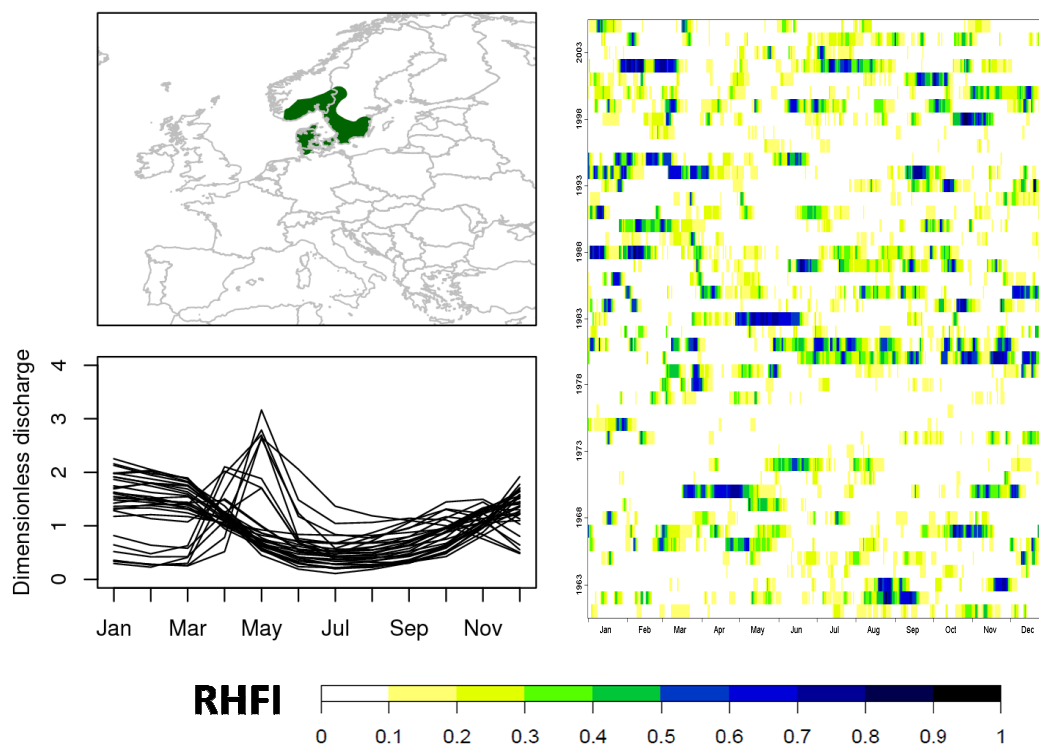 Dimensionless discharge
4
3
2
1
0
Jan Mar May Jul Sep Nov
2003
1998
1993
1988
1983
1978
1973
1968
1963
Jan Feb Mar Apr May Jun Jul Aug Sep Oct Nov Dec
RHFI
0 0.1 0.2 0.3 0.4 0.5 0.6 0.7 0.8 0.9 1